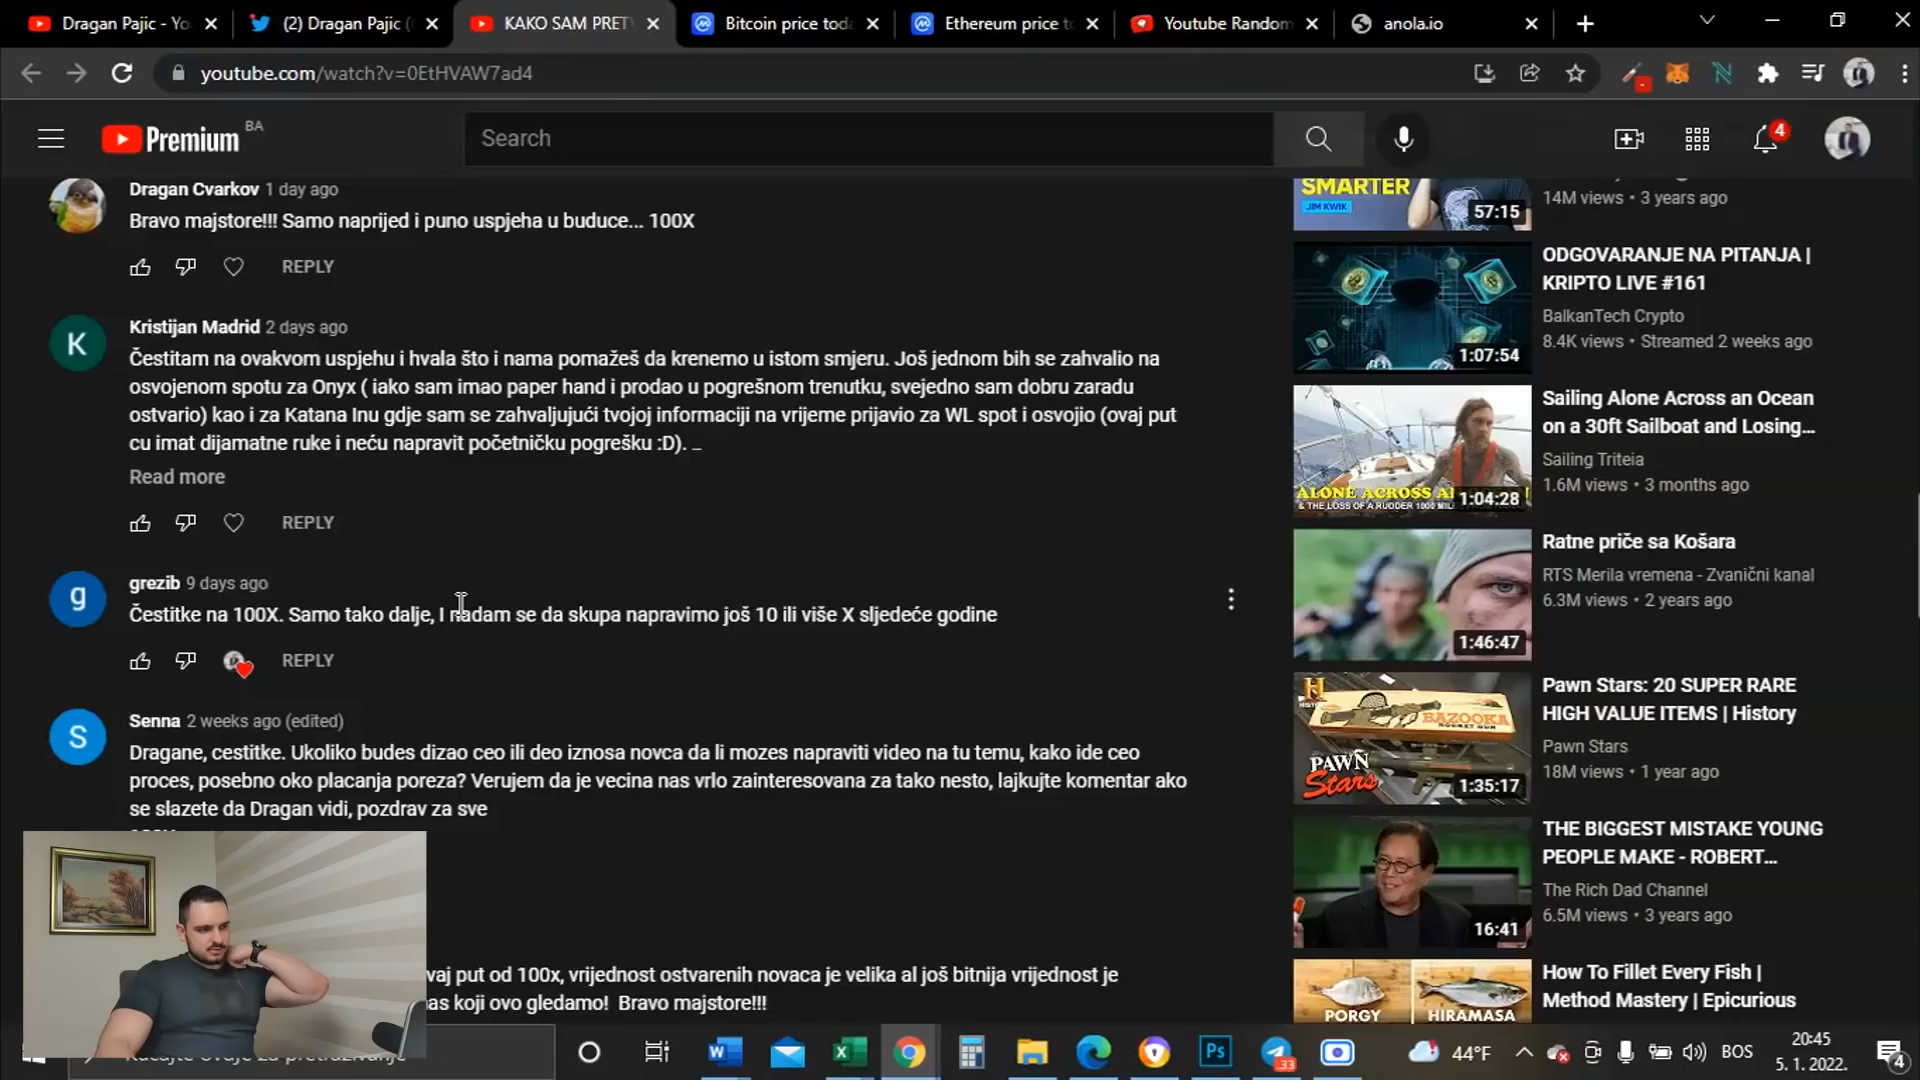 Dragan Pajic - Yo
(2) Dragan Pajic (
KAKO SAM PRET
Bitcoin price toda
Ethereum price t
Youtube Random
anola.io
youtube.com/watch?v=0EtHVAW7ad4
Premium BA
Search
4
Dragan Cvarkov 1 day ago
Bravo majstore!!! Samo naprijed i puno uspjeha u buduce... 100X
REPLY
Kristijan Madrid 2 days ago
K
Čestitam na ovakvom uspjehu i hvala što i nama pomažeš da krenemo u istom smjeru. Još jednom bih se zahvalio na
osvojenom spotu za Onyx ( iako sam imao paper hand i prodao u pogrešnom trenutku, svejedno sam dobru zaradu
ostvario) kao i za Katana Inu gdje sam se zahvaljujući tvojoj informaciji na vrijeme prijavio za WL spot i osvojio (ovaj put
cu imat dijamatne ruke i neću napravit početničku pogrešku :D). ...
Read more
REPLY
grezib 9 days ago
g
Čestitke na 100X. Samo tako dalje, I nadam se da skupa napravimo još 10 ili više X sljedeće godine
REPLY
Senna 2 weeks ago (edited)
S
Dragane, cestitke. Ukoliko budes dizao ceo ili deo iznosa novca da li mozes napraviti video na tu temu, kako ide ceo
proces, posebno oko placanja poreza? Verujem da je vecina nas vrlo zainteresovana za tako nesto, lajkujte komentar ako
se slazete da Dragan vidi, pozdrav za sve
vaj put od 100x, vrijednost ostvarenih novaca je velika al još bitnija vrijednost je
nas koji ovo gledamo! Bravo majstore!!!
SMARTER
JIM KWIK
57:15
14M views • 3 years ago
1:07:54
ODGOVARANJE NA PITANJA |
KRIPTO LIVE #161
BalkanTech Crypto
8.4K views • Streamed 2 weeks ago
ALONE ACROSS A
& THE LOSS OF A RUDDER 1000 MIL
1:04:28
Sailing Alone Across an Ocean
on a 30ft Sailboat and Losing...
Sailing Triteia
1.6M views • 3 months ago
1:46:47
Ratne priče sa Košara
RTS Merila vremena - Zvanični kanal
6.3M views • 2 years ago
H
BAZOOKA
PAWN
Stars
1:35:17
Pawn Stars: 20 SUPER RARE
HIGH VALUE ITEMS | History
Pawn Stars
18M views • 1 year ago
16:41
THE BIGGEST MISTAKE YOUNG
PEOPLE MAKE - ROBERT...
The Rich Dad Channel
6.5M views • 3 years ago
PORGY
HIRAMASA
How To Fillet Every Fish |
Method Mastery | Epicurious
W
X
Ps
33
44°F
BOS
20:45
5. 1. 2022.
4